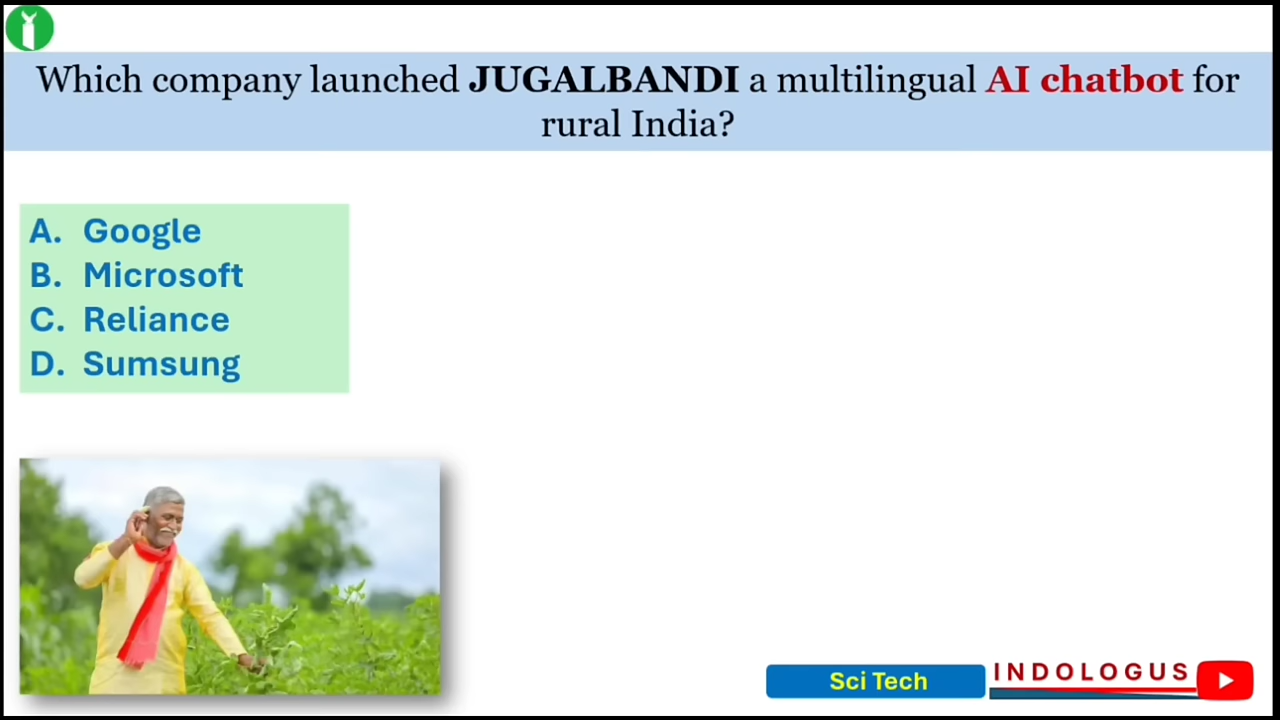 Which company launched JUGALBANDI a multilingual AI chatbot for
rural India?
A. Google
B. Microsoft
C. Reliance
D. Sumsung
Sci Tech
INDOLOGUS